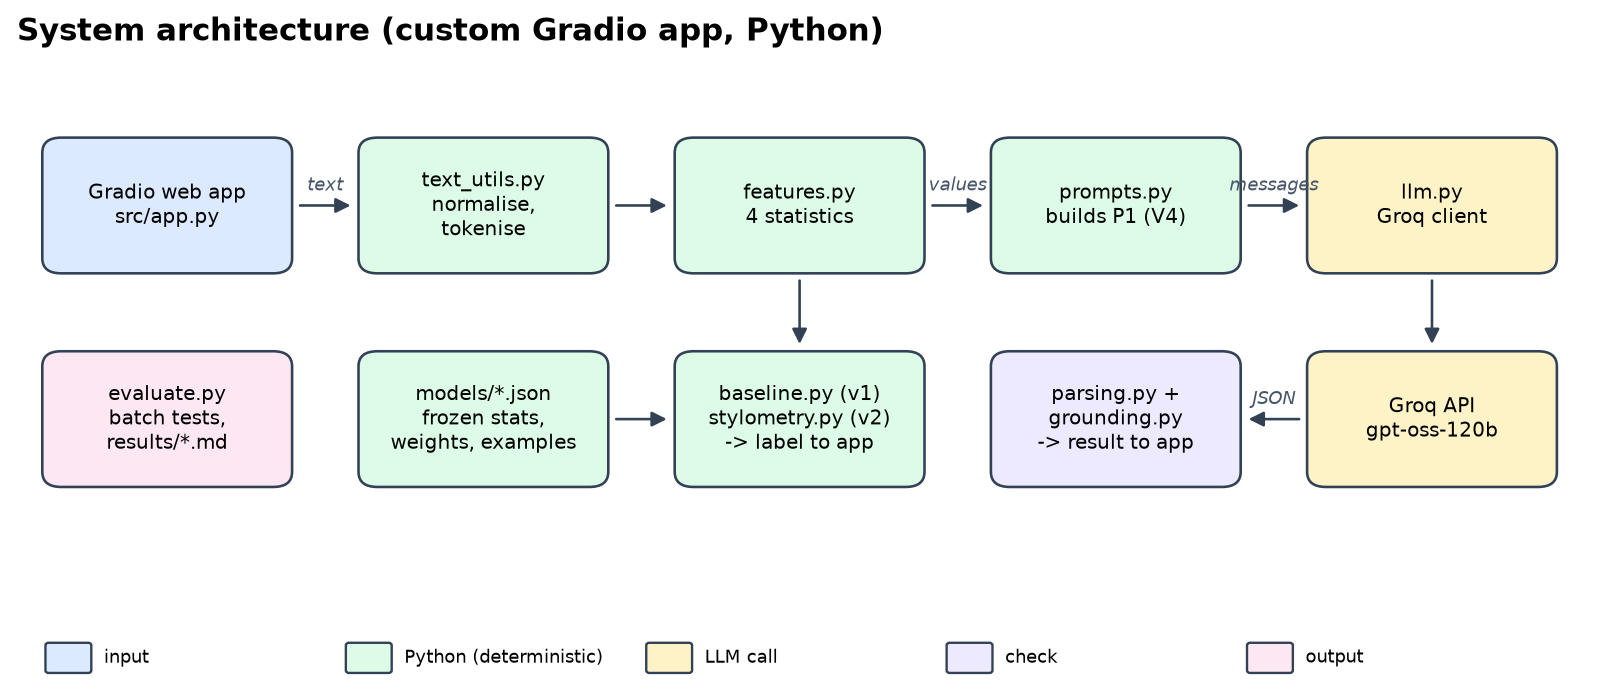 System architecture (custom Gradio app, Python)
Gradio web app
src/app.py
text
text_utils.py
normalise,
tokenise
features.py
4 statistics
values
prompts.py
builds P1 (V4)
messages
llm.py
Groq client
evaluate.py
batch tests,
results/*.md
models/*.json
frozen stats,
weights, examples
baseline.py (v1)
stylometry.py (v2)
-> label to app
parsing.py +
grounding.py
-> result to app
JSON
Groq API
gpt-oss-120b
input
Python (deterministic)
LLM call
check
output